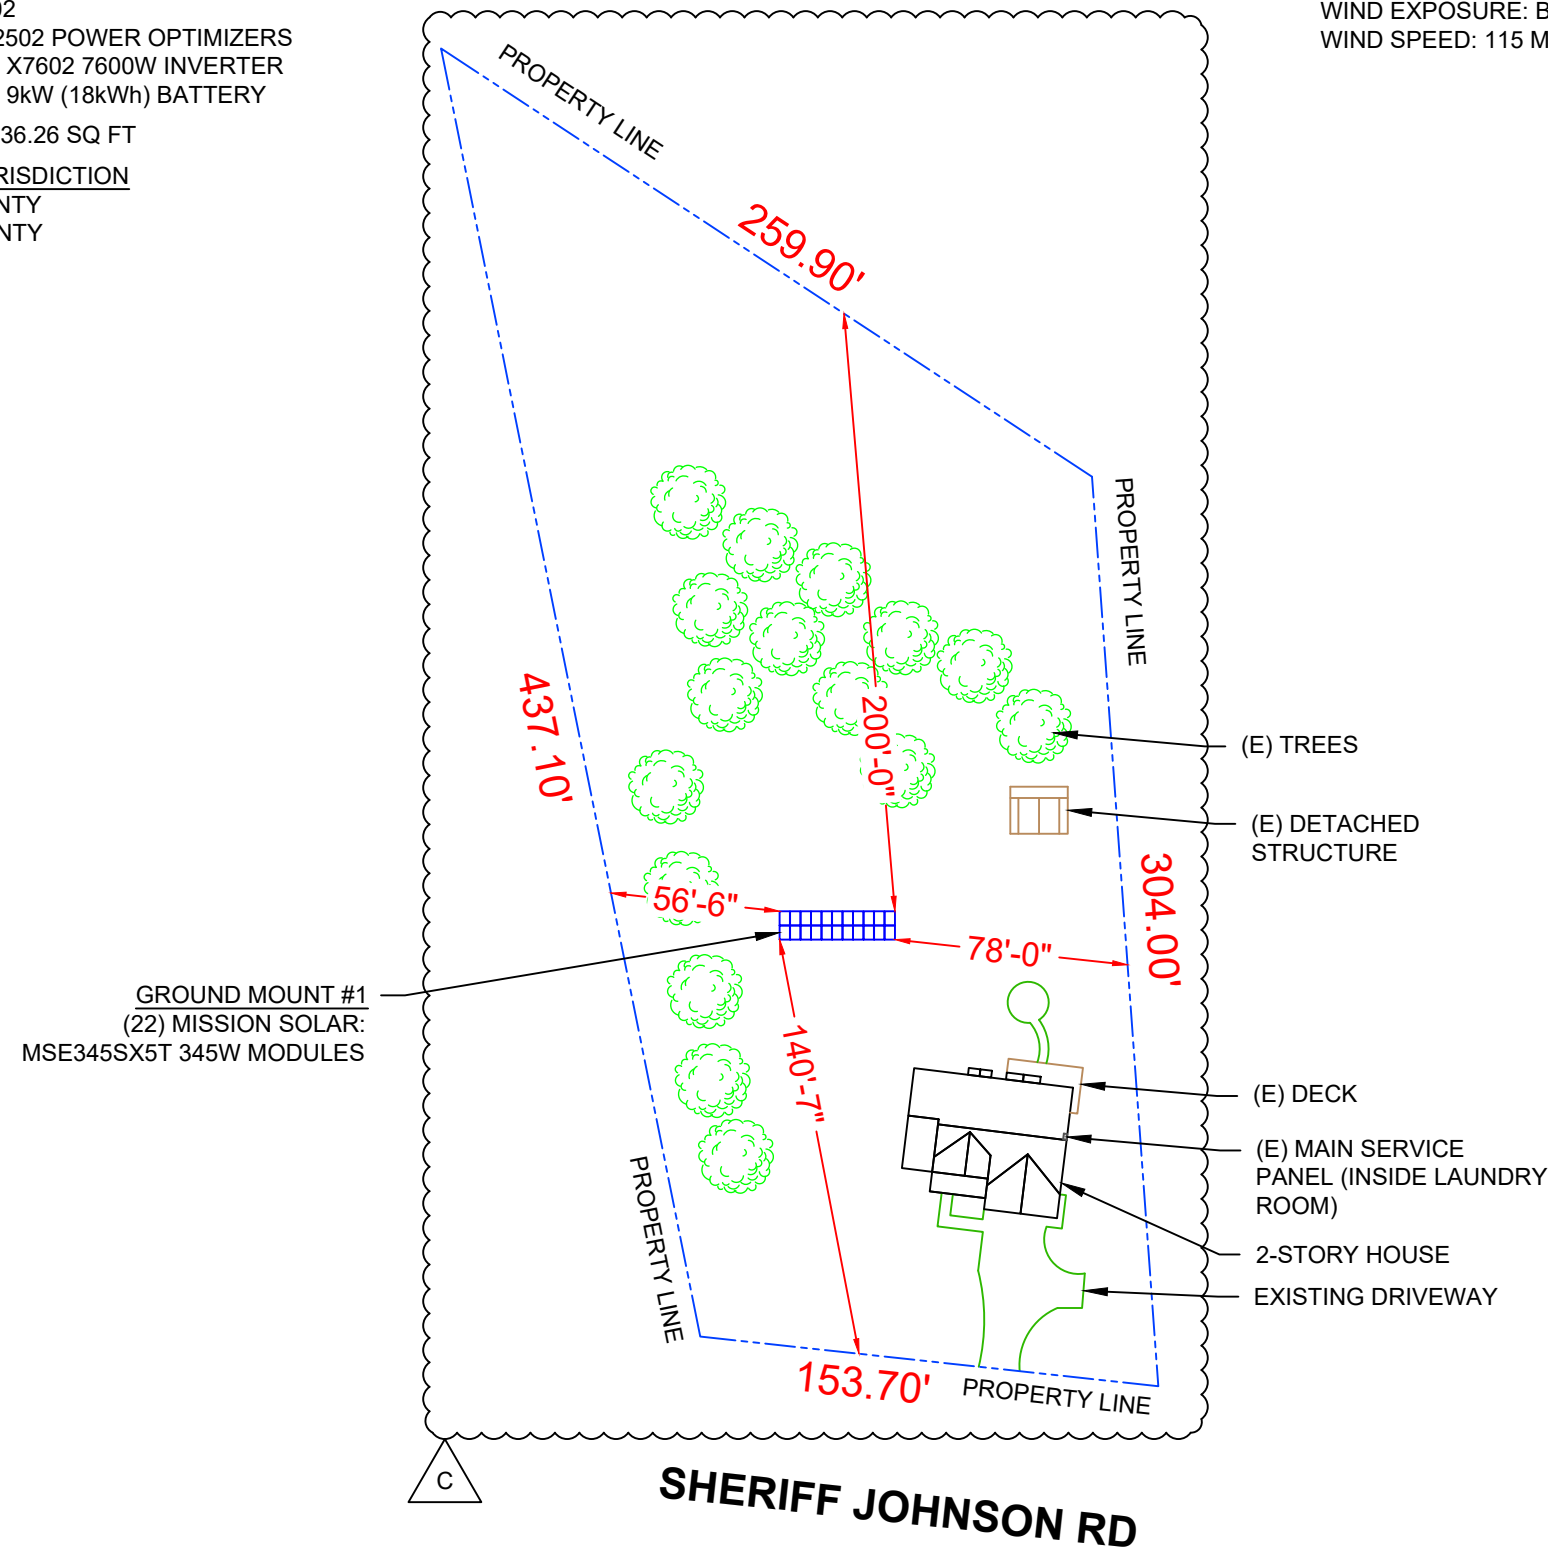 2502 POWER OPTIMIZERS
X7602 7600W INVERTER
9kW (18kWh) BATTERY
36.26 SQ FT
WIND EXPOSURE: B
WIND SPEED: 115 M
PROPERTY LINE
259.90'
PROPERTY LINE
437.10'
200'-0"
(E) TREES
(E) DETACHED
STRUCTURE
304.00'
56'-6"
78'-0"
GROUND MOUNT #1
(22) MISSION SOLAR:
MSE345SX5T 345W MODULES
140'-7"
(E) DECK
(E) MAIN SERVICE
PANEL (INSIDE LAUNDRY
ROOM)
2-STORY HOUSE
EXISTING DRIVEWAY
PROPERTY LINE
153.70'
PROPERTY LINE
C
SHERIFF JOHNSON RD